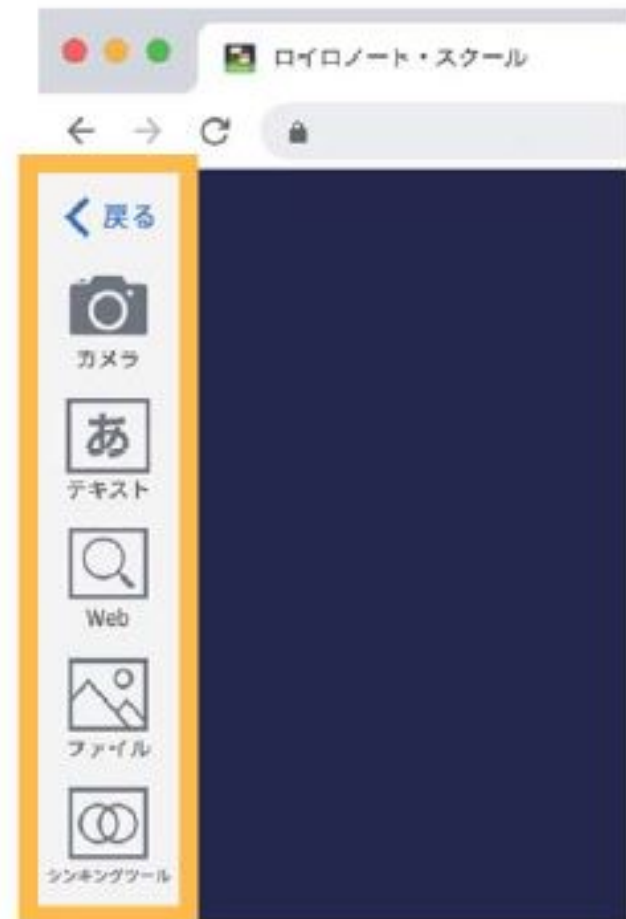 ロイロノート・スクール
戻る
カメラ
あ
テキスト
Web
ファイル
シンキングツール